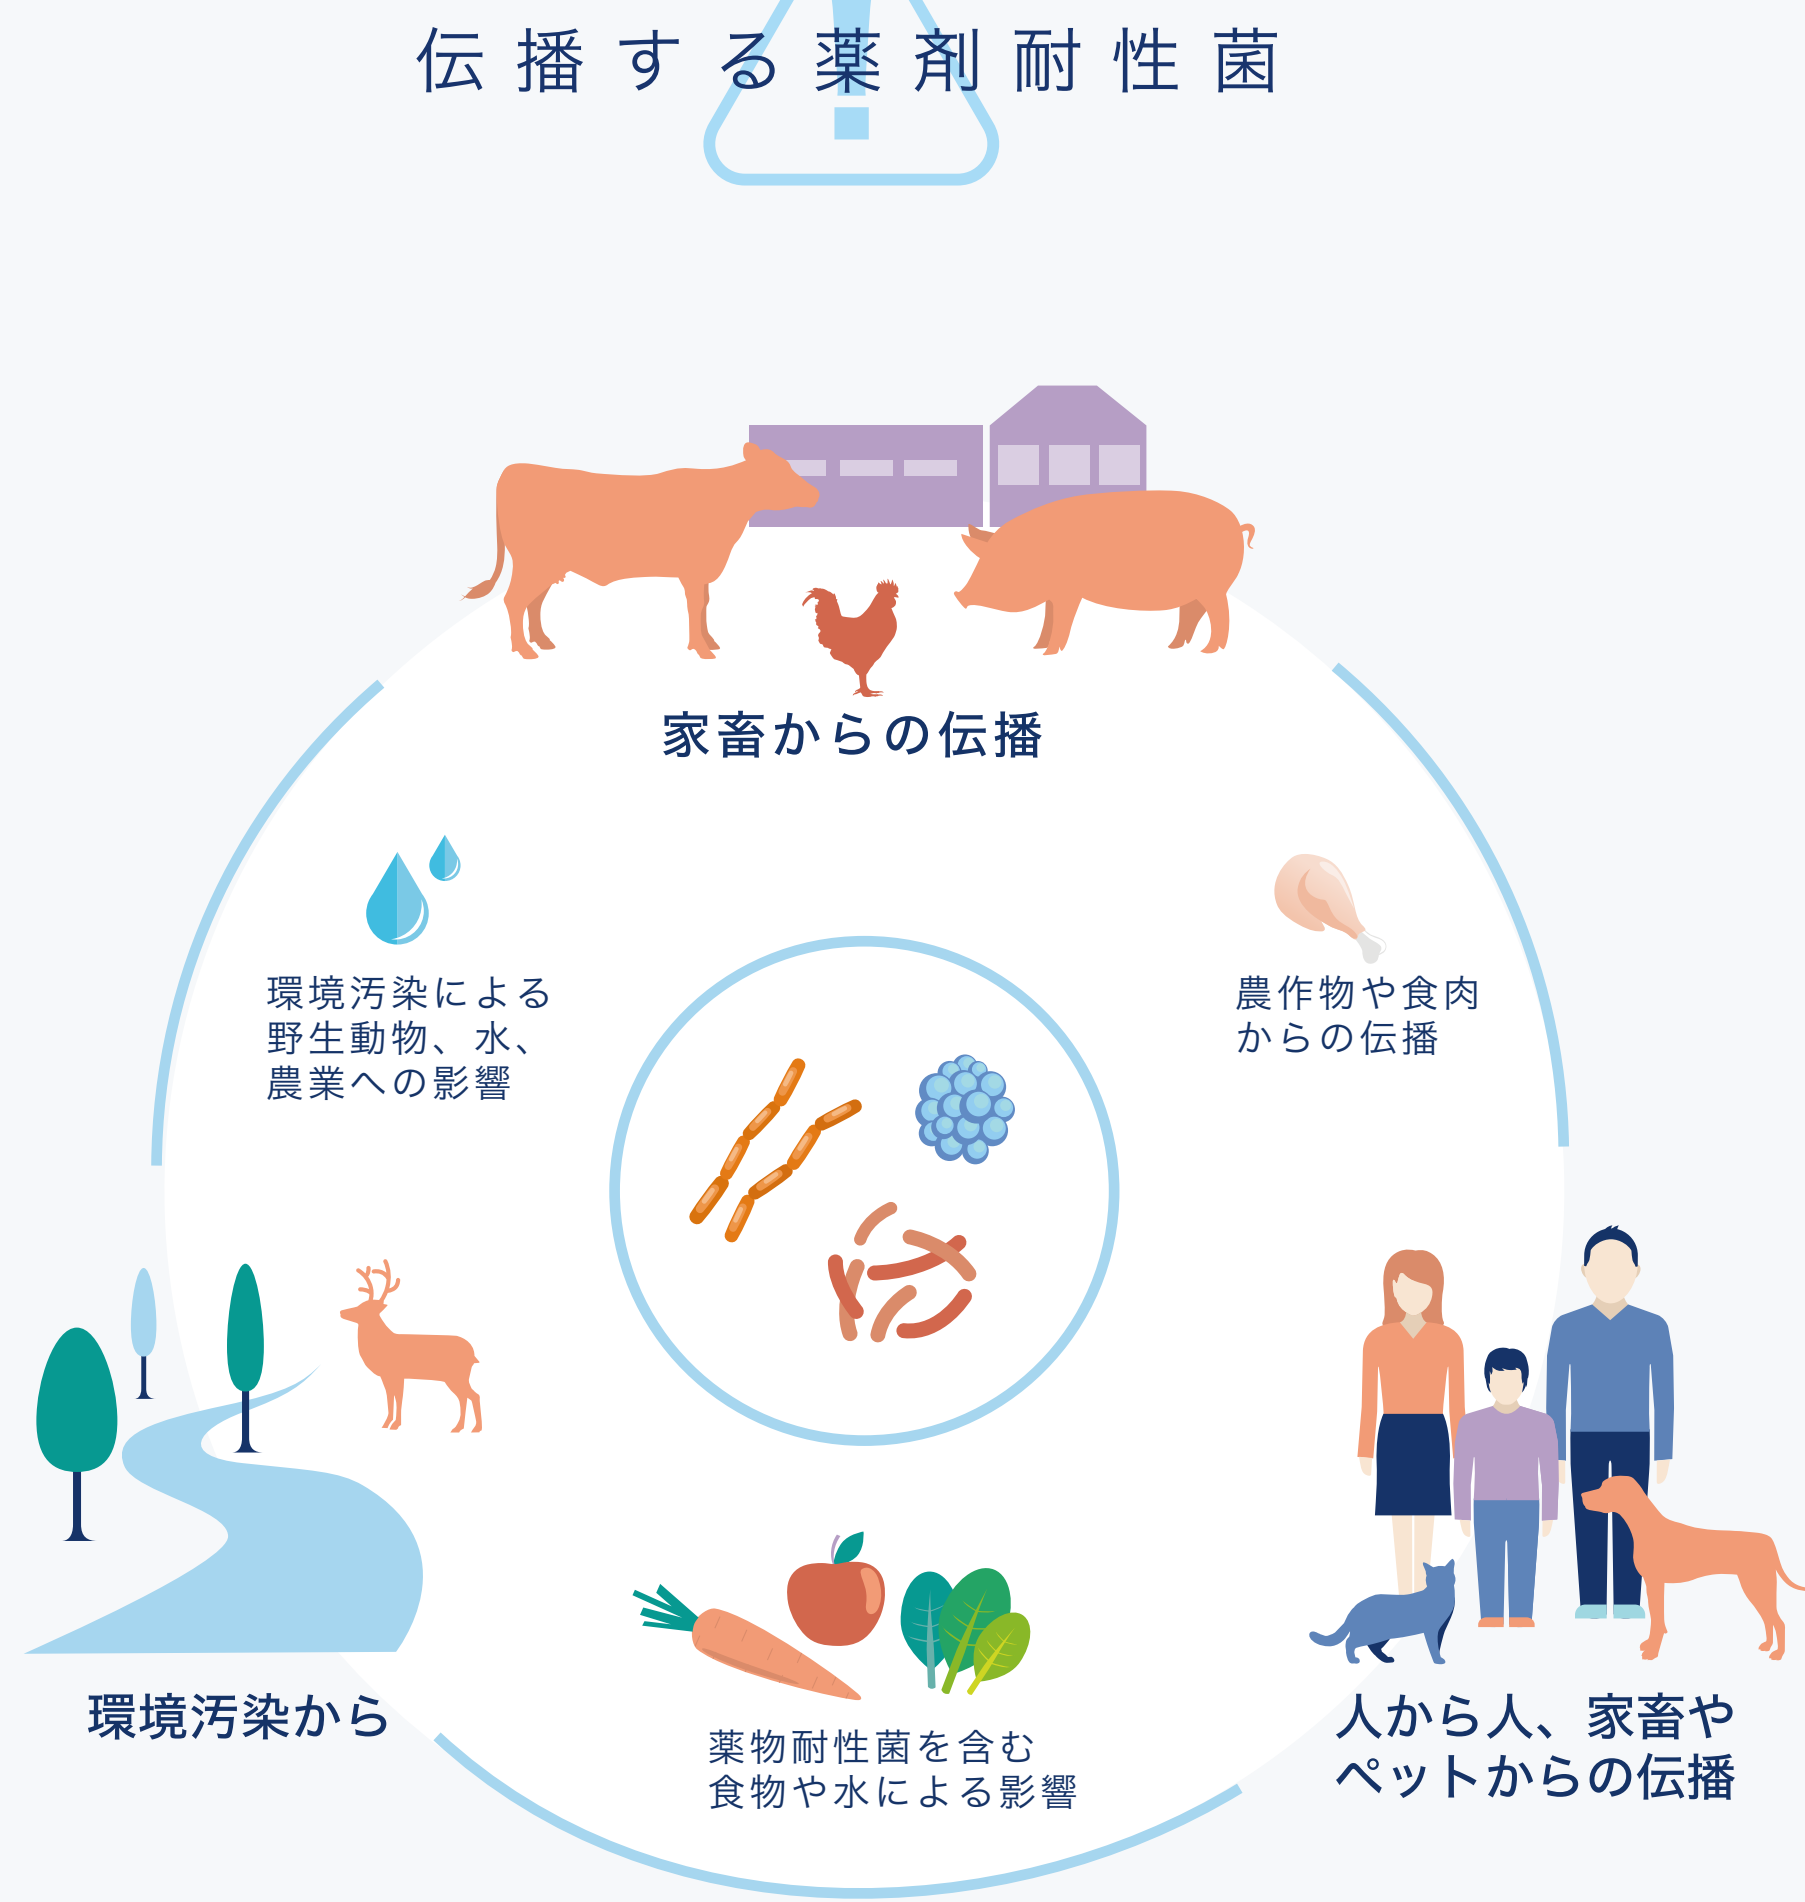 伝播する薬剤耐性菌
家畜からの伝播
環境汚染による
野生動物、水、
農業への影響
農作物や食肉
からの伝播
環境汚染から
薬物耐性菌を含む
食物や水による影響
人から人、家畜や
ペットからの伝播